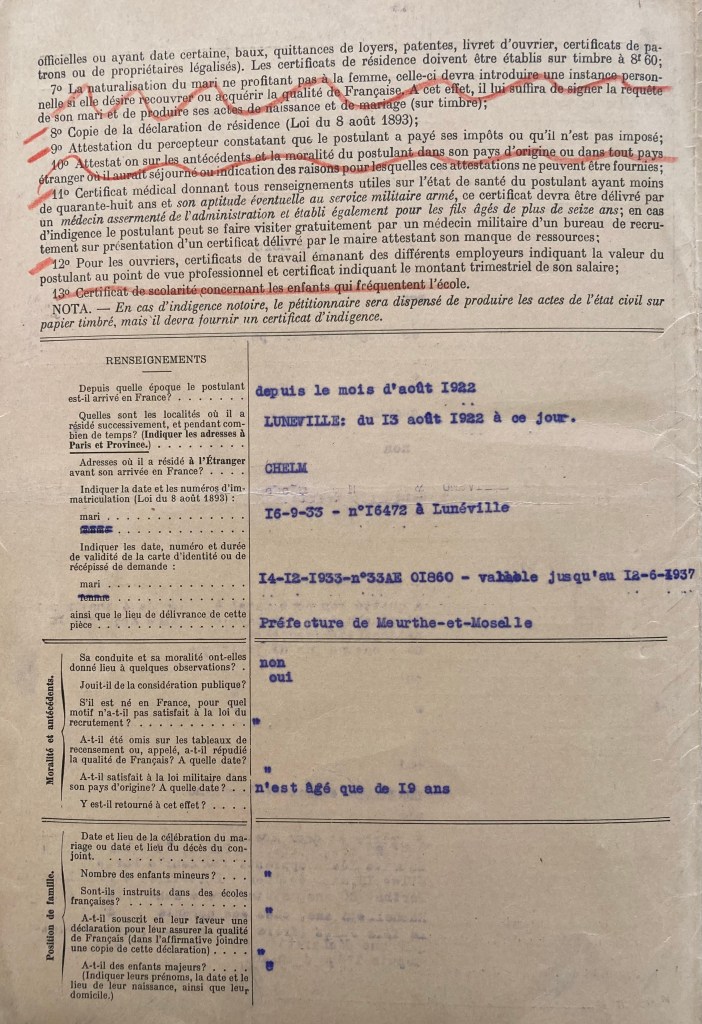 officielles ou ayant date certaine, baux, quittances de loyers, patentes, livret d'ouvrier, certificats de pa-
trons ou de propriétaires légalisés). Les certificats de résidence doivent être établis sur timbre à 8f 60;
7o La naturalisation du mari ne profitant pas à la femme, celle-ci devra introduire une instance person-
nelle si elle désire recouvrer ou acquérir la qualité de Française. A cet effet, il lui suffira de signer la requête
de son mari et de produire ses actes de naissance et de mariage (sur timbre);
8o Copie de la déclaration de résidence (Loi du 8 août 1893);
9o Attestation du percepteur constatant que le postulant a payé ses impôts ou qu'il n'est pas imposé;
10o Attestat on sur les antécédents et la moralité du postulant dans son pays d'origine ou dans tout pays
étranger où il aurait séjourné ou indication des raisons pour lesquelles ces attestations ne peuvent être fournies;
11o Certificat médical donnant tous renseignements utiles sur l'état de santé du postulant ayant moins
de quarante-huit ans et son aptitude éventuelle au service militaire armé, ce certificat devra être délivré par
un médecin assermenté de l'administration et établi également pour les fils âgés de plus de seize ans; en cas
d'indigence le postulant peut se faire visiter gratuitement par un médecin militaire d'un bureau de recru-
tement sur présentation d'un certificat délivré par le maire attestant son manque de ressources;
12o Pour les ouvriers, certificats de travail émanant des différents employeurs indiquant la valeur du
postulant au point de vue professionnel et certificat indiquant le montant trimestriel de son salaire;
13o Certificat de scolarité concernant les enfants qui fréquentent l'école.
NOTA. — En cas d'indigence notoire, le pétitionnaire sera dispensé de produire les actes de l'état civil sur
papier timbré, mais il devra fournir un certificat d'indigence.
RENSEIGNEMENTS
Depuis quelle époque le postulant
est-il arrivé en France? . . . . . . . depuis le mois d'août 1922
Quelles sont les localités où il a
résidé successivement, et pendant com-
bien de temps? (Indiquer les adresses à
Paris et Province.) . . . . . . . . . LUNEVILLE: du 13 août 1922 à ce jour.
Adresses où il a résidé à l'Étranger
avant son arrivée en France? . . . . CHELM
Indiquer la date et les numéros d'im-
matriculation (Loi du 8 août 1893) :
mari . . . . . . . . . . . . . . I6-9-33 - n°I6472 à Lunéville
Indiquer les date, numéro et durée
de validité de la carte d'identité ou de
récépissé de demande :
mari . . . . . . . . . . . . . . I4-I2-I933-n°33AE 0I860 - valable jusqu'au I2-6-I937
femme . . . . . . . . . . . . . .
ainsi que le lieu de délivrance de cette
pièce . . . . . . . . . . . . . . Préfecture de Meurthe-et-Moselle
Moralité et antécédents.
Sa conduite et sa moralité ont-elles
donné lieu à quelques observations? . non
Jouit-il de la considération publique? oui
S'il est né en France, pour quel
motif n'a-t-il pas satisfait à la loi du
recrutement ? . . . . . . . . . . . "
A-t-il été omis sur les tableaux de
recensement ou, appelé, a-t-il répudié
la qualité de Français? A quelle date? "
A-t-il satisfait à la loi militaire dans
son pays d'origine? A quelle date? . . n'est âgé que de I9 ans
Y est-il retourné à cet effet? . . . .
Position de famille.
Date et lieu de la célébration du ma-
riage ou date et lieu du décès du con-
joint. . . . . . . . . . . . . . .
Nombre des enfants mineurs? . . . "
Sont-ils instruits dans des écoles
françaises? . . . . . . . . . . . . "
A-t-il souscrit en leur faveur une
déclaration pour leur assurer la qualité
de Français (dans l'affirmative joindre
une copie de cette déclaration) . . . . "
A-t-il des enfants majeurs? . . . . "
(Indiquer leurs prénoms, la date et le
lieu de leur naissance, ainsi que leur
domicile.)